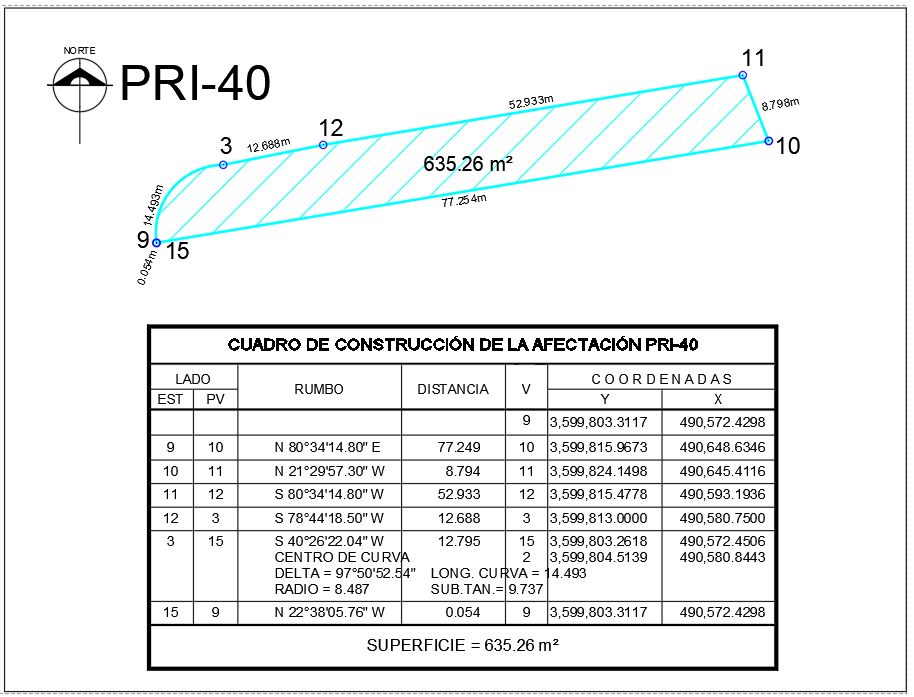 NORTE
PRI-40
11
52.933m
8.798m
12
3
12.688m
10
635.26 m²
14.493m
77.254m
9
15
0.054m
CUADRO DE CONSTRUCCIÓN DE LA AFECTACIÓN PRI-40
LADO RUMBO DISTANCIA V COORDENADAS
EST PV Y X
9 3,599,803.3117 490,572.4298
9 10 N 80°34'14.80" E 77.249 10 3,599,815.9673 490,648.6346
10 11 N 21°29'57.30" W 8.794 11 3,599,824.1498 490,645.4116
11 12 S 80°34'14.80" W 52.933 12 3,599,815.4778 490,593.1936
12 3 S 78°44'18.50" W 12.688 3 3,599,813.0000 490,580.7500
3 15 S 40°26'22.04" W 12.795 15 3,599,803.2618 490,572.4506
CENTRO DE CURVA 2 3,599,804.5139 490,580.8443
DELTA = 97°50'52.54" LONG. CURVA = 14.493
RADIO = 8.487 SUB.TAN.= 9.737
15 9 N 22°38'05.76" W 0.054 9 3,599,803.3117 490,572.4298
SUPERFICIE = 635.26 m²